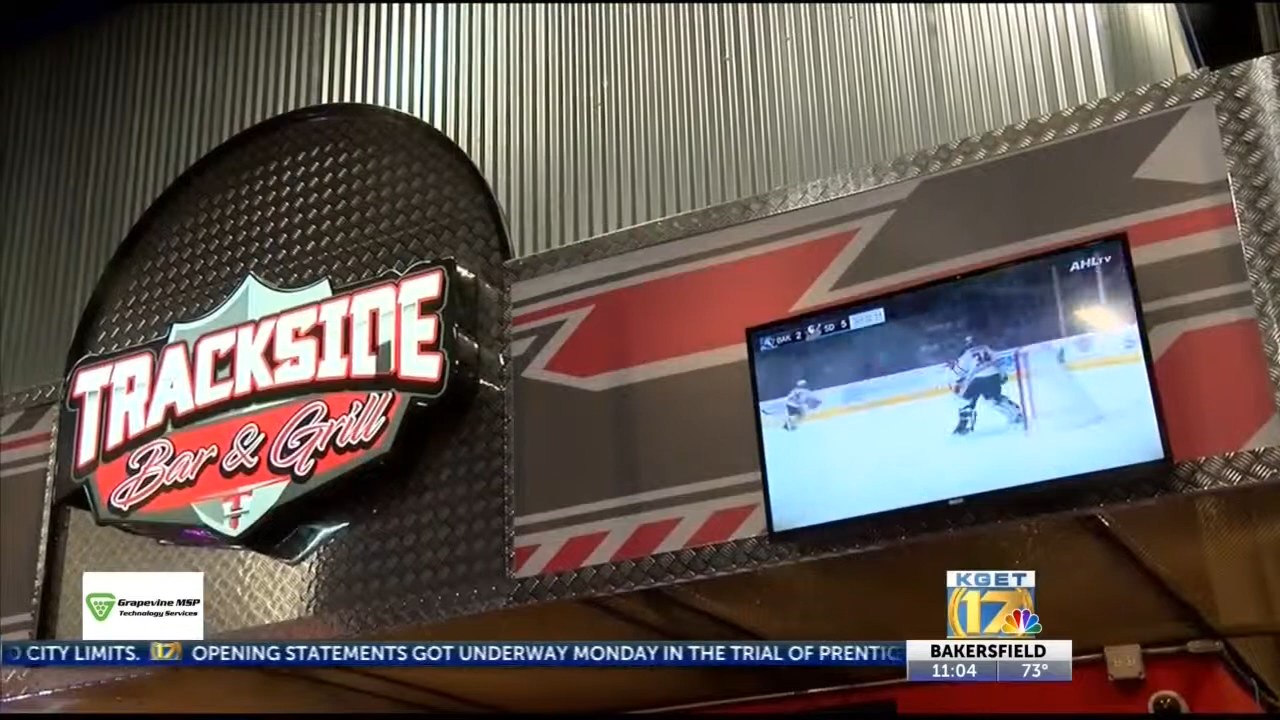 TRACKSIDE
Bar & Grill
T
AHLTV
BAK 2 SD 5
Grapevine MSP
Technology Services
KGET
17
CITY LIMITS. 17 OPENING STATEMENTS GOT UNDERWAY MONDAY IN THE TRIAL OF PRENTIC
BAKERSFIELD
11:04 73°